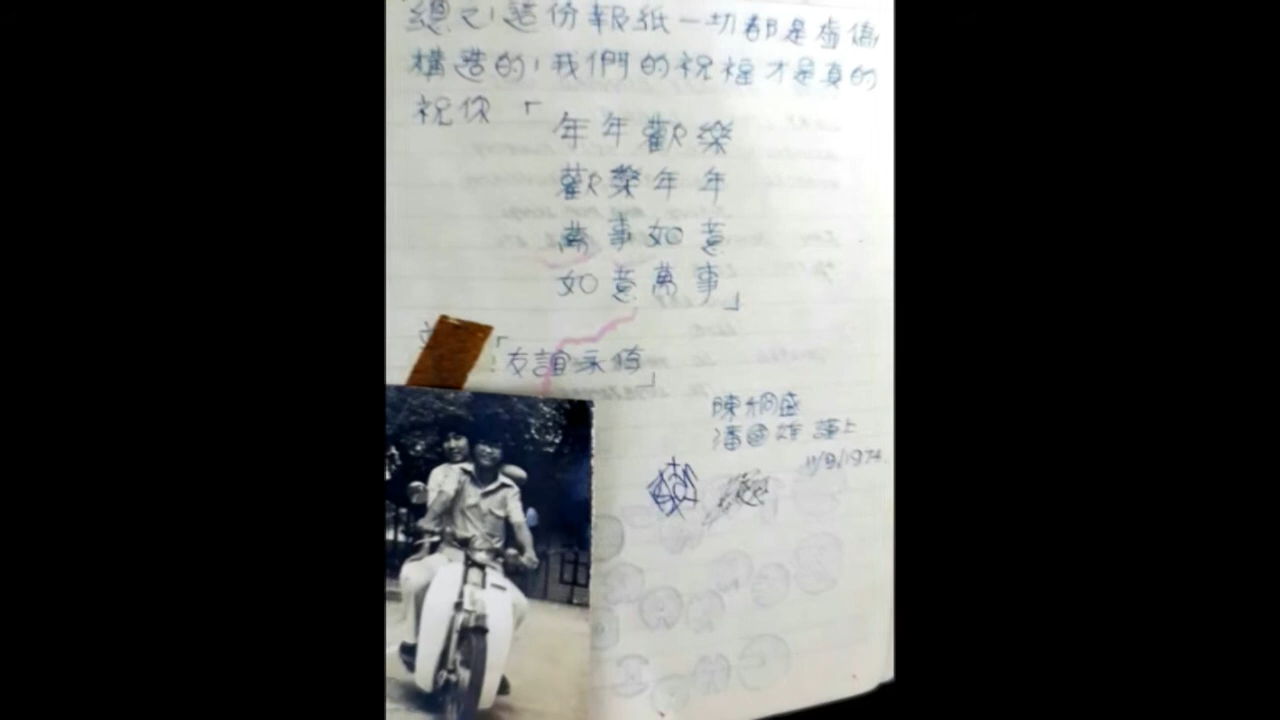 總之,這份報紙一切都是虛偽
構造的,我們的祝福才是真的
祝你「
年年歡樂
歡樂年年
萬事如意
如意萬事」
「友誼永固」
陳炯盛
潘國雄 謹上
11/9/1974.